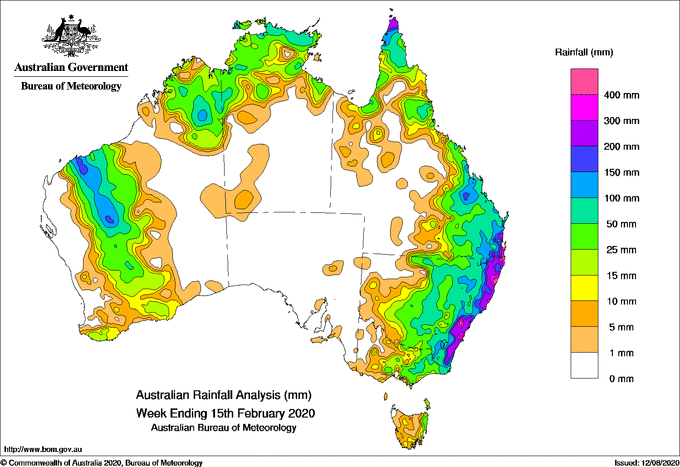 Australian Government
Bureau of Meteorology
Rainfall (mm)
400 mm
300 mm
200 mm
150 mm
100 mm
50 mm
25 mm
15 mm
10 mm
5 mm
1 mm
0 mm
Australian Rainfall Analysis (mm)
Week Ending 15th February 2020
Australian Bureau of Meteorology
http://www.bom.gov.au
© Commonwealth of Australia 2020, Bureau of Meteorology
Issued: 12/08/2020